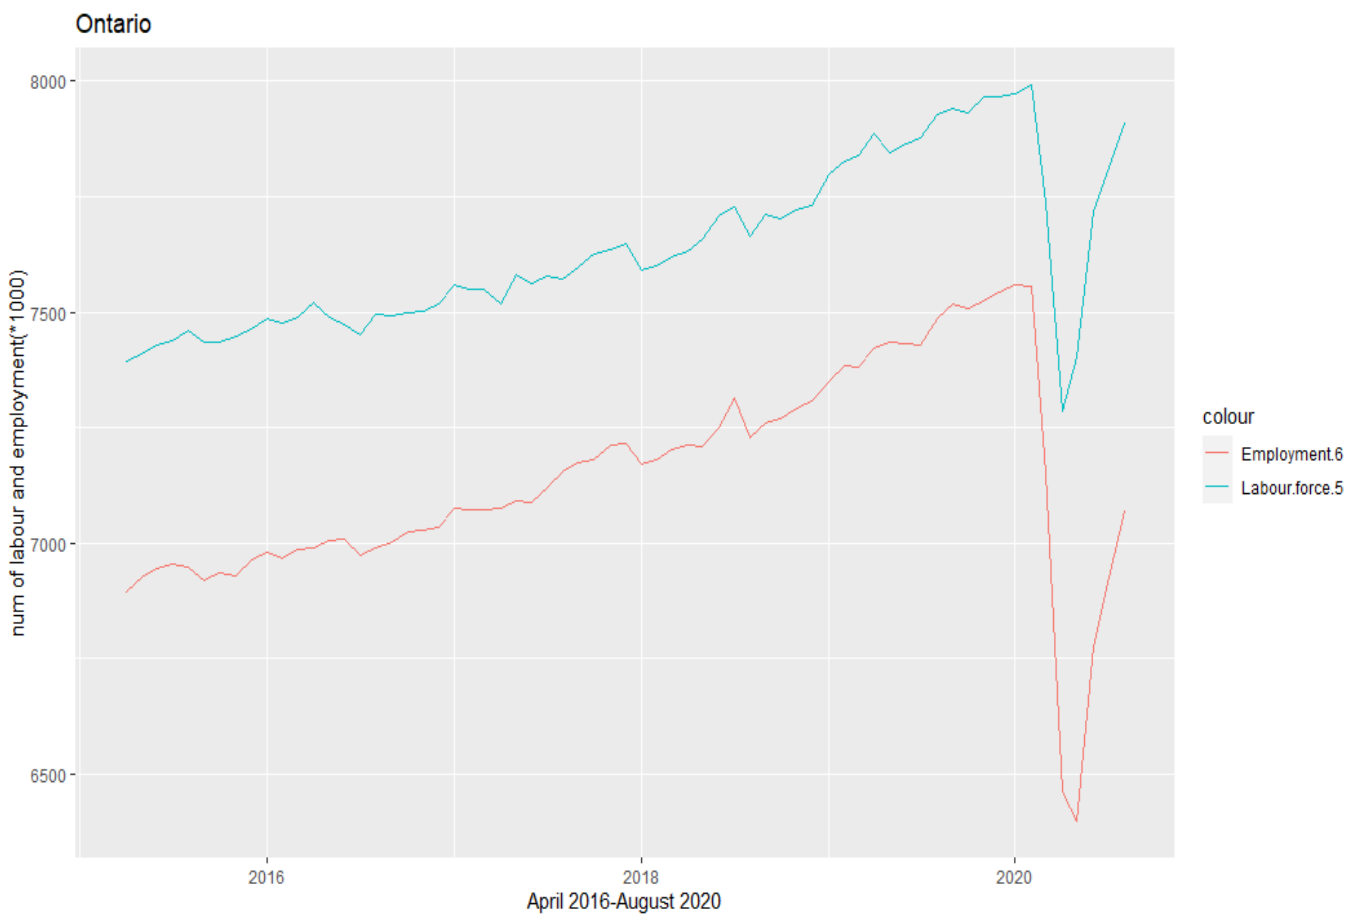 Ontario
num of labour and employment(*1000)
8000
7500
7000
6500
2016
2018
2020
April 2016-August 2020
colour
Employment.6
Labour.force.5